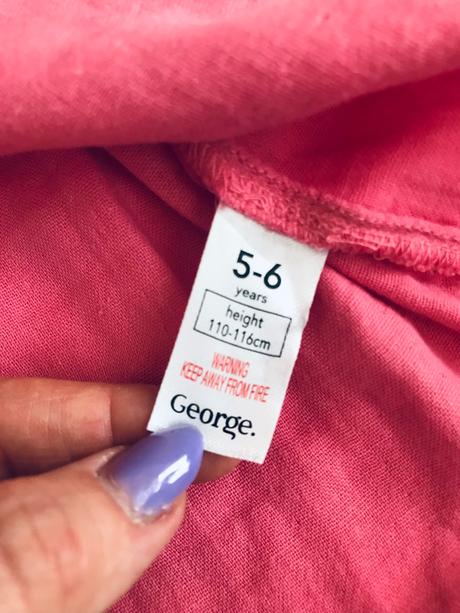 5-6
years
height
110-116cm
WARNING
KEEP AWAY FROM FIRE
George.